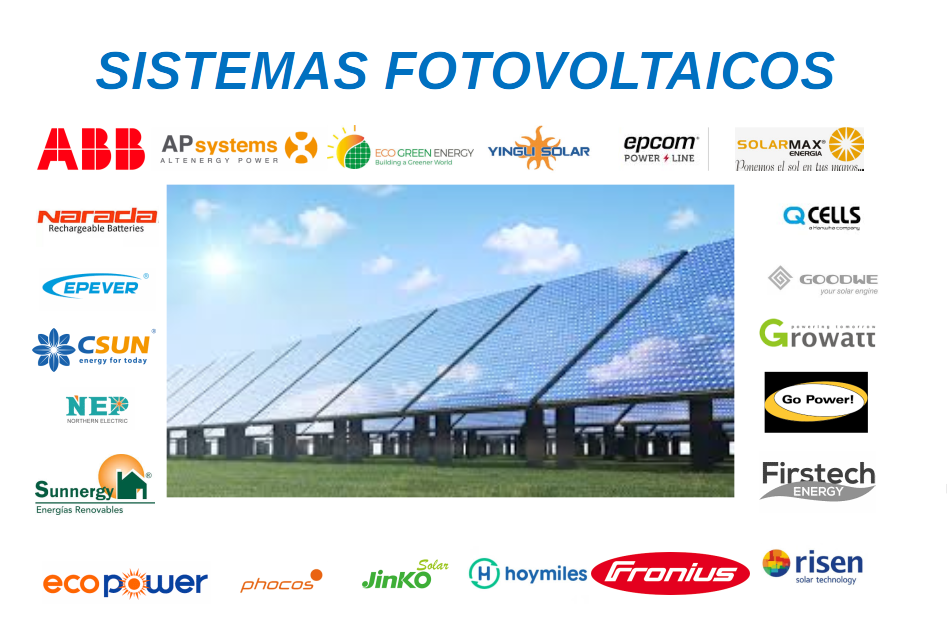 SISTEMAS FOTOVOLTAICOS
ABB
APsystems
ALTENERGY POWER
ECO GREEN ENERGY
Building a Greener World
YINGLI SOLAR
epcom®
POWER LINE
SOLARMAX®
ENERGIA
Ponemos el sol en tus manos...
narada
Rechargeable Batteries
QCELLS
a Hanwha company
EPEVER®
GOODWE
your solar engine
CSUN®
energy for today
powering tomorrow
Growatt
NEP
NORTHERN ELECTRIC
Go Power!
Sunnergy®
Energías Renovables
Firstech
ENERGY
ecopower
phocos
JinKO
Solar
H hoymiles
Fronius
risen
solar technology